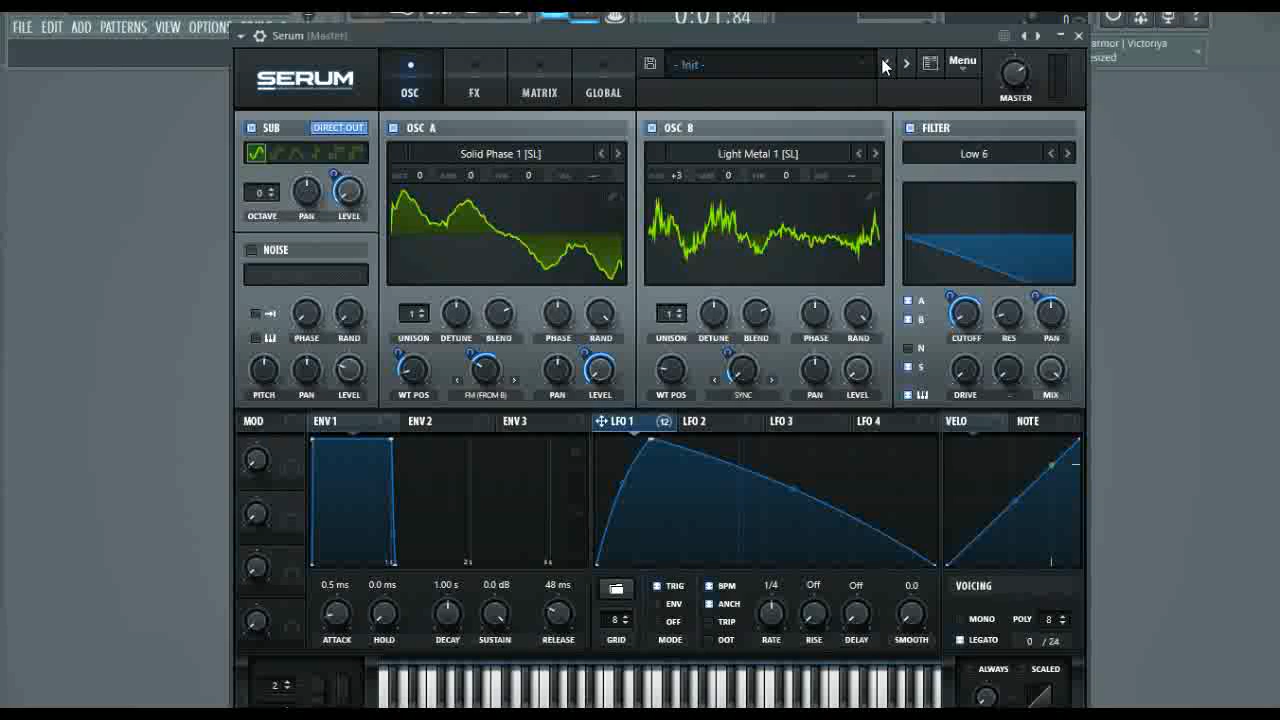 0:01:84
FILE EDIT ADD PATTERNS VIEW OPTION
Serum (Master)
armor | Victoriya
esized
SERUM
OSC FX MATRIX GLOBAL
- Init -
Menu
MASTER
SUB DIRECT OUT
OSC A
OSC B
FILTER
Solid Phase 1 [SL]
Light Metal 1 [SL]
Low 6
0 0 0 --
+3 0 0 --
0
OCTAVE PAN LEVEL
NOISE
A
B
1
1
PHASE RAND
UNISON DETUNE BLEND PHASE RAND
UNISON DETUNE BLEND PHASE RAND
CUTOFF RES PAN
N
S
PITCH PAN LEVEL
WT POS FM (FROM B) PAN LEVEL
WT POS SYNC PAN LEVEL
DRIVE - MIX
MOD ENV 1 ENV 2 ENV 3
LFO 1 (12) LFO 2 LFO 3 LFO 4
VELO NOTE
2 s
0.5 ms 0.0 ms 1.00 s 0.0 dB 48 ms
ATTACK HOLD DECAY SUSTAIN RELEASE
TRIG BPM 1/4 Off Off 0.0
ENV ANCH
8 OFF TRIP
GRID MODE DOT RATE RISE DELAY SMOOTH
VOICING
MONO POLY 8
LEGATO 0 / 24
2
ALWAYS SCALED